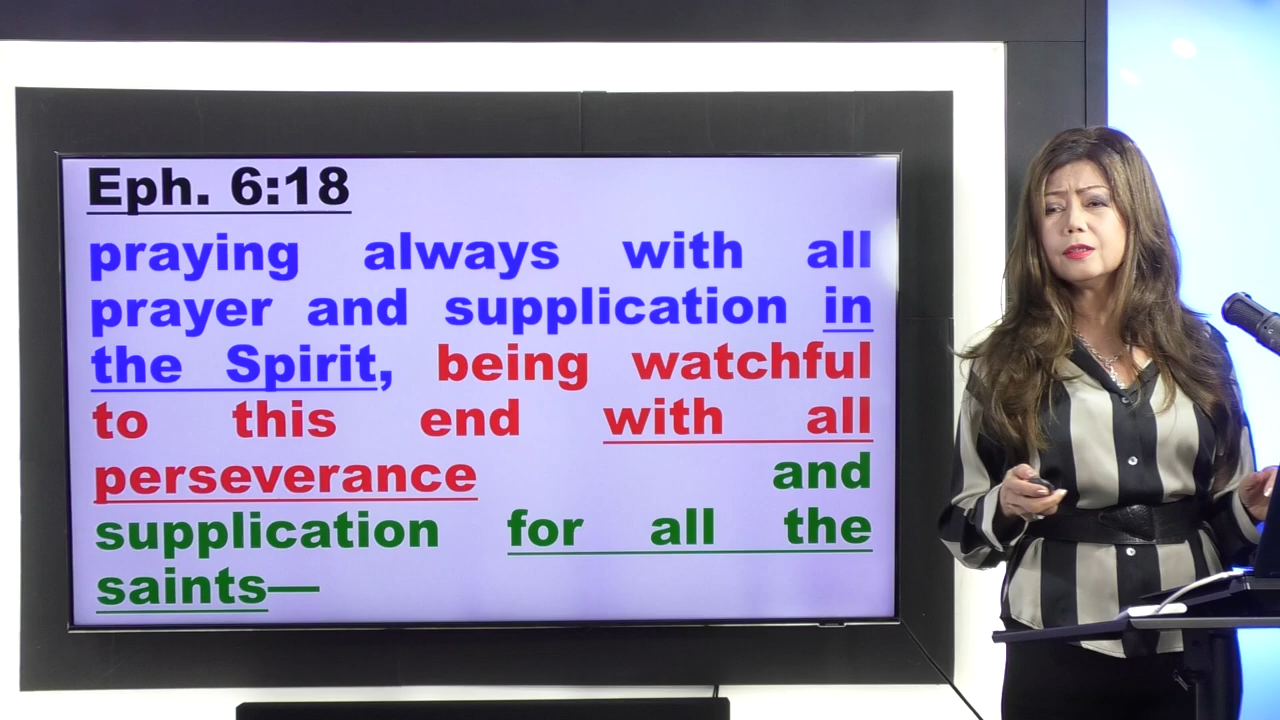 Eph. 6:18
praying always with all
prayer and supplication in
the Spirit, being watchful
to this end with all
perseverance and
supplication for all the
saints—